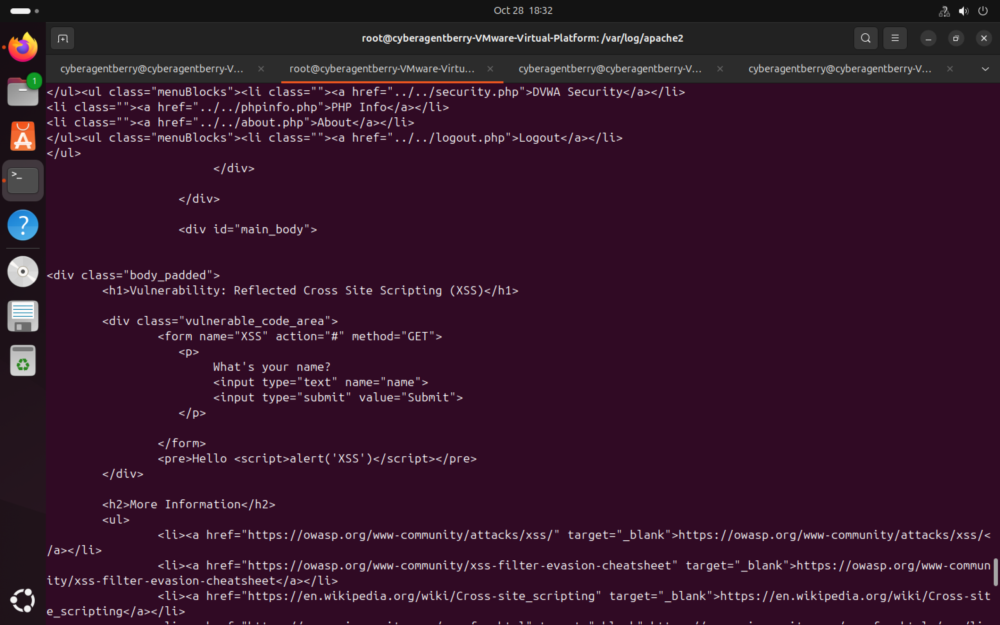 Oct 28 18:32
root@cyberagentberry-VMware-Virtual-Platform: /var/log/apache2
cyberagentberry@cyberagentberry-V...
root@cyberagentberry-VMware-Virtu...
cyberagentberry@cyberagentberry-V...
cyberagentberry@cyberagentberry-V...
1
</ul><ul class="menuBlocks"><li class=""><a href="../../security.php">DVWA Security</a></li>
<li class=""><a href="../../phpinfo.php">PHP Info</a></li>
<li class=""><a href="../../about.php">About</a></li>
</ul><ul class="menuBlocks"><li class=""><a href="../../logout.php">Logout</a></li>
</ul>
</div>
</div>
<div id="main_body">
<div class="body_padded">
<h1>Vulnerability: Reflected Cross Site Scripting (XSS)</h1>
<div class="vulnerable_code_area">
<form name="XSS" action="#" method="GET">
<p>
What's your name?
<input type="text" name="name">
<input type="submit" value="Submit">
</p>
</form>
<pre>Hello <script>alert('XSS')</script></pre>
</div>
<h2>More Information</h2>
<ul>
<li><a href="https://owasp.org/www-community/attacks/xss/" target="_blank">https://owasp.org/www-community/attacks/xss/<
/a></li>
<li><a href="https://owasp.org/www-community/xss-filter-evasion-cheatsheet" target="_blank">https://owasp.org/www-commun
ity/xss-filter-evasion-cheatsheet</a></li>
<li><a href="https://en.wikipedia.org/wiki/Cross-site_scripting" target="_blank">https://en.wikipedia.org/wiki/Cross-sit
e_scripting</a></li>